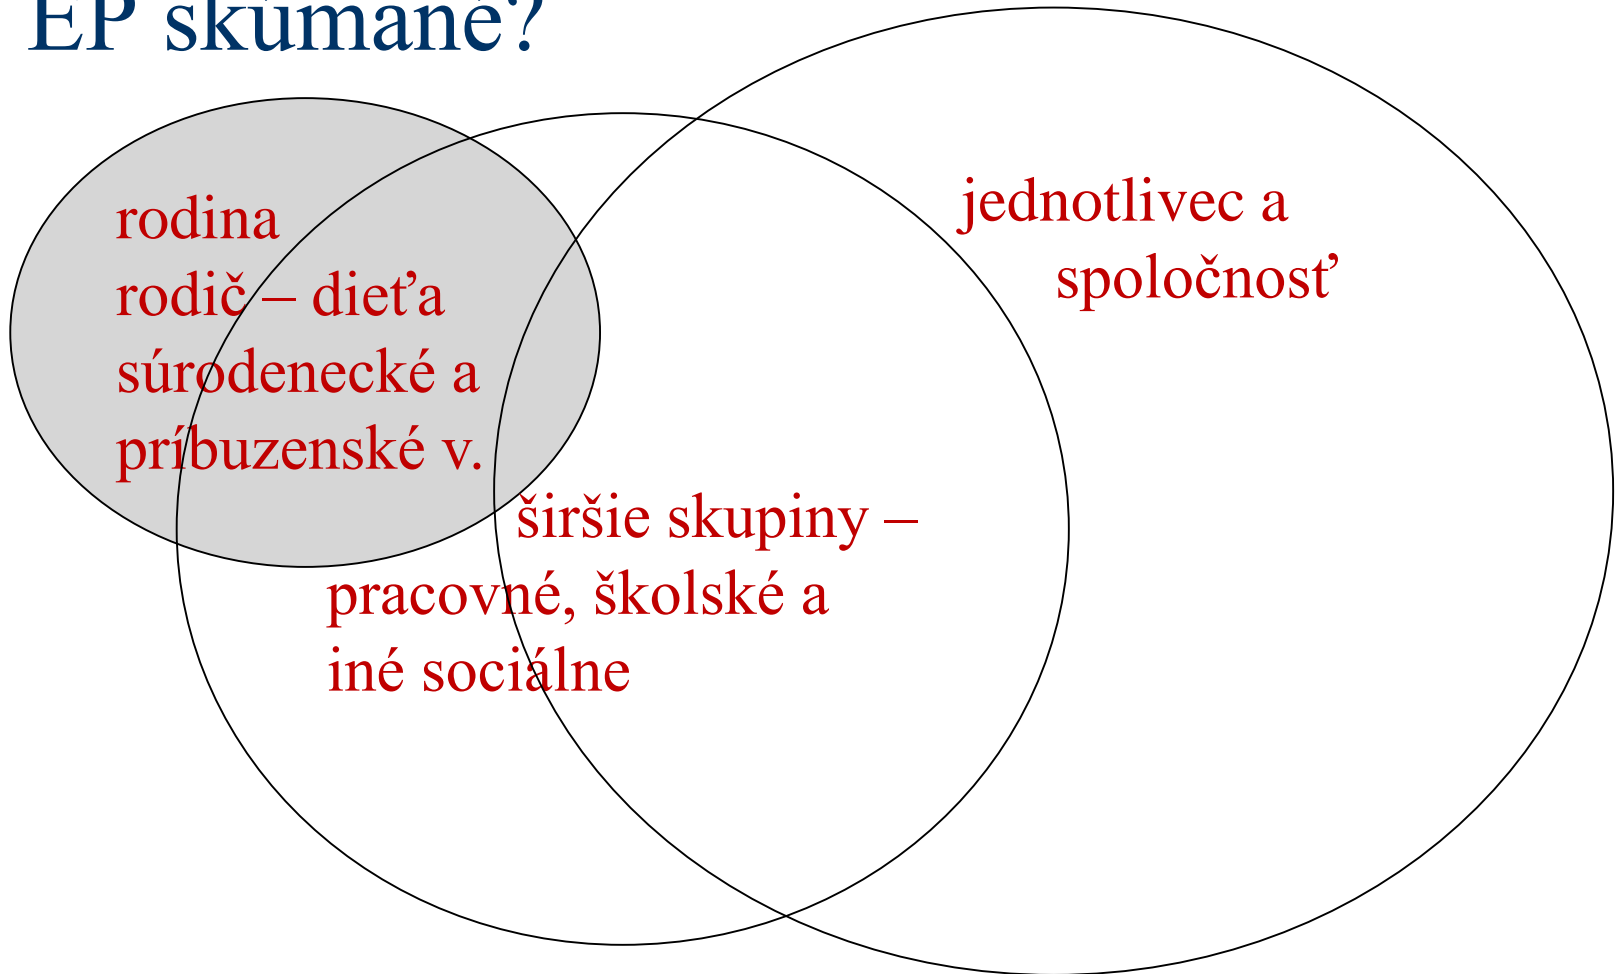 EP skúmané?
rodina
rodič – dieťa
súrodenecké a
príbuzenské v.
jednotlivec a
spoločnosť
širšie skupiny –
pracovné, školské a
iné sociálne